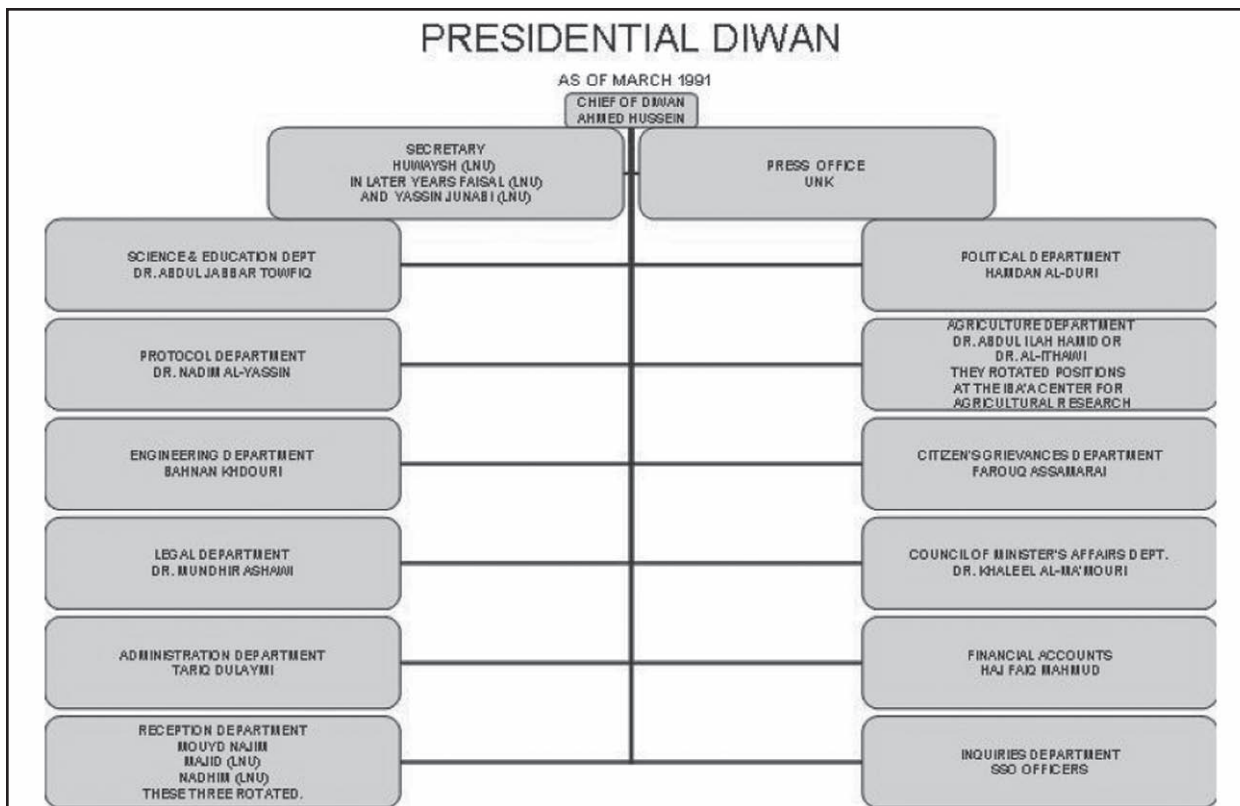 PRESIDENTIAL DIWAN
AS OF MARCH 1991
CHIEF OF DIWAN
AHMED HUSSEIN
SECRETARY
HUWAYSH (LNU)
IN LATER YEARS FAISAL (LNU)
AND YASSIN JUNABI (LNU)
PRESS OFFICE
UNK
SCIENCE & EDUCATION DEPT
DR. ABDUL JABBAR TOWFIQ
POLITICAL DEPARTMENT
HAMDAN AL-DURI
PROTOCOL DEPARTMENT
DR. NADIM AL-YASSIN
AGRICULTURE DEPARTMENT
DR. ABDUL ILAH HAMID OR
DR. AL-ITHAWI
THEY ROTATED POSITIONS
AT THE IBA'A CENTER FOR
AGRICULTURAL RESEARCH
ENGINEERING DEPARTMENT
BAHNAN KHDOURI
CITIZEN'S GRIEVANCES DEPARTMENT
FAROUQ ASSAMARAI
LEGAL DEPARTMENT
DR. MUNDHIR ASHAWI
COUNCIL OF MINISTER'S AFFAIRS DEPT.
DR. KHALEEL AL-MA'MOURI
ADMINISTRATION DEPARTMENT
TARIQ DULAYMI
FINANCIAL ACCOUNTS
HAJ FAIQ MAHMUD
RECEPTION DEPARTMENT
MOUYD NAJIM
MAJID (LNU)
NADHIM (LNU)
THESE THREE ROTATED.
INQUIRIES DEPARTMENT
SSO OFFICERS